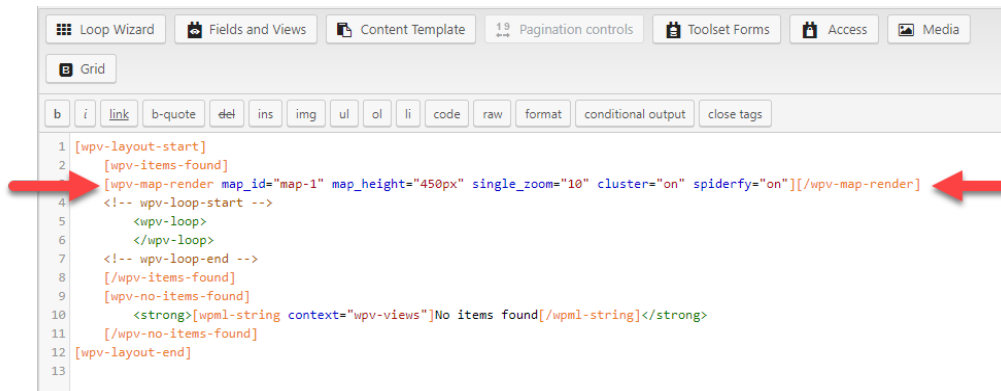 Loop Wizard Fields and Views Content Template Pagination controls Toolset Forms Access Media
Grid
b i link b-quote del ins img ul ol li code raw format conditional output close tags
1 [wpv-layout-start]
2 [wpv-items-found]
[wpv-map-render map_id="map-1" map_height="450px" single_zoom="10" cluster="on" spiderfy="on"][/wpv-map-render]
4 <!-- wpv-loop-start -->
5 <wpv-loop>
6 </wpv-loop>
7 <!-- wpv-loop-end -->
8 [/wpv-items-found]
9 [wpv-no-items-found]
10 <strong>[wpml-string context="wpv-views"]No items found[/wpml-string]</strong>
11 [/wpv-no-items-found]
12 [wpv-layout-end]
13